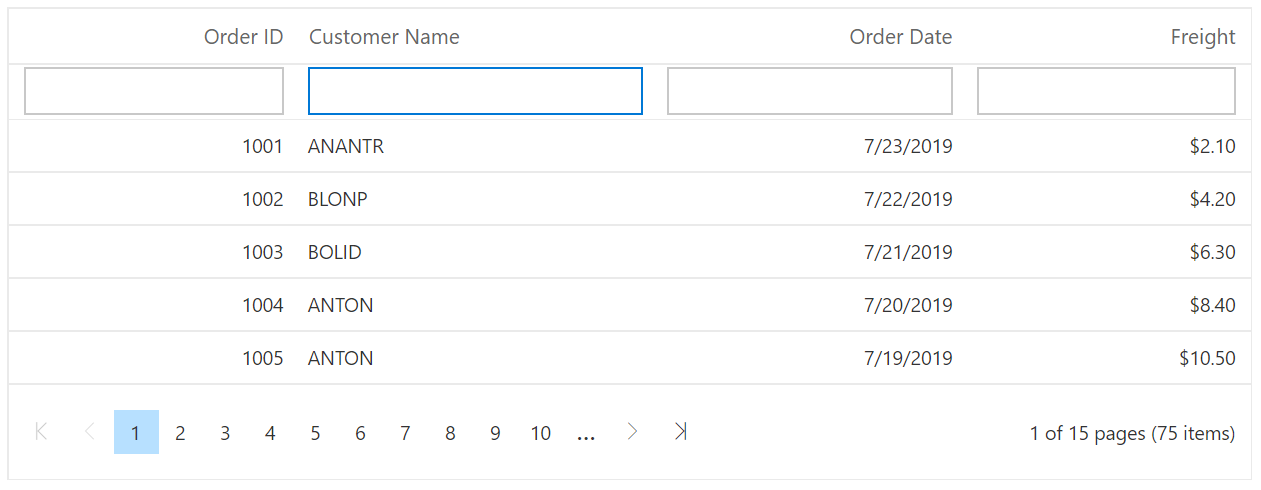 Order ID Customer Name Order Date Freight
1001 ANANTR 7/23/2019 $2.10
1002 BLONP 7/22/2019 $4.20
1003 BOLID 7/21/2019 $6.30
1004 ANTON 7/20/2019 $8.40
1005 ANTON 7/19/2019 $10.50
1 2 3 4 5 6 7 8 9 10 ... 1 of 15 pages (75 items)